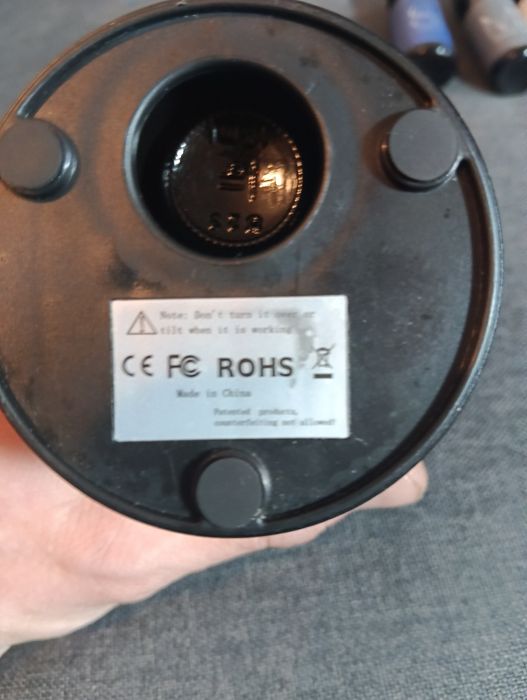 Note: Don't turn it over or
tilt when it is working
CE FC ROHS
Made in China
Patented products,
counterfeiting not allowed!